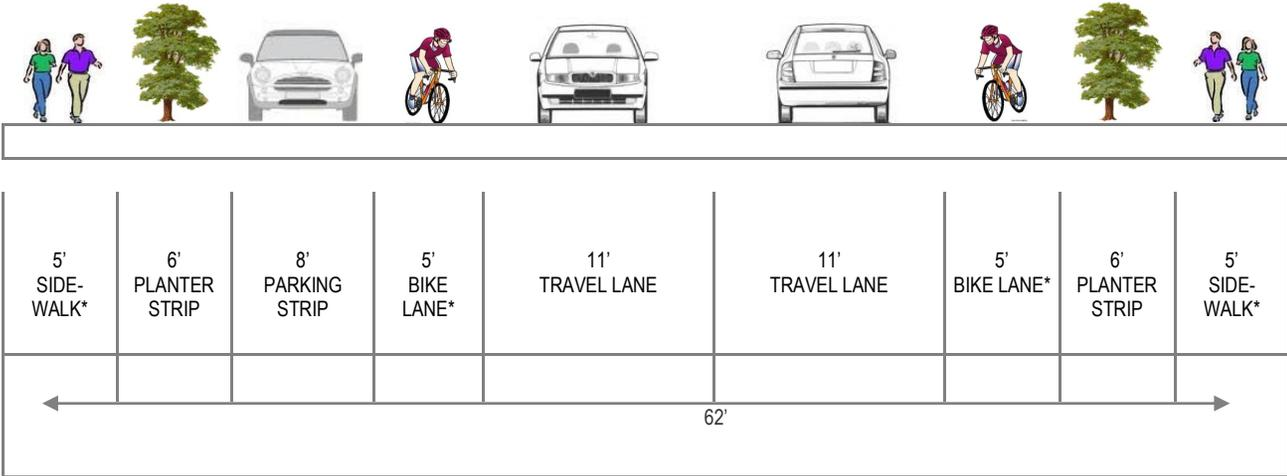 5’
SIDE-
WALK*
6’
PLANTER
STRIP
8’
PARKING
STRIP
5’
BIKE
LANE*
11’
TRAVEL LANE
11’
TRAVEL LANE
5’
BIKE LANE*
6’
PLANTER
STRIP
5’
SIDE-
WALK*
62’